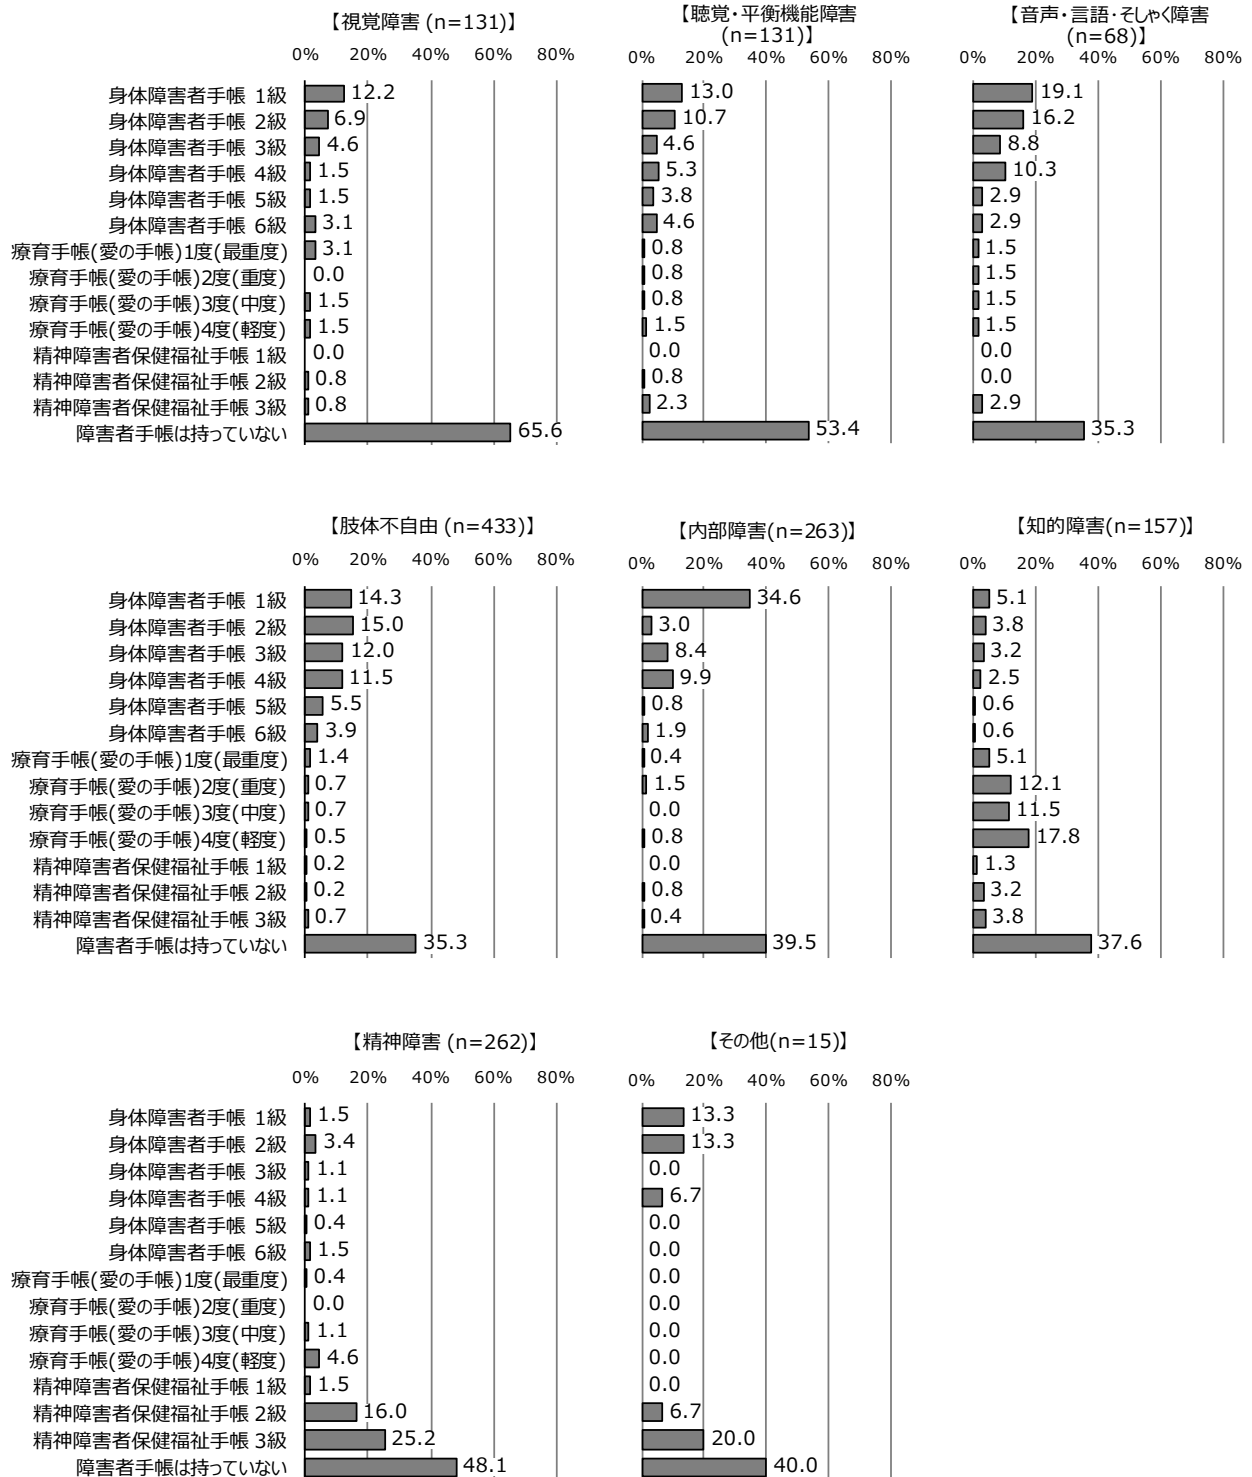 【視覚障害 (n=131)】
0% 20% 40% 60% 80%
身体障害者手帳 1級 12.2
身体障害者手帳 2級 6.9
身体障害者手帳 3級 4.6
身体障害者手帳 4級 1.5
身体障害者手帳 5級 1.5
身体障害者手帳 6級 3.1
療育手帳(愛の手帳)1度(最重度) 3.1
療育手帳(愛の手帳)2度(重度) 0.0
療育手帳(愛の手帳)3度(中度) 1.5
療育手帳(愛の手帳)4度(軽度) 1.5
精神障害者保健福祉手帳 1級 0.0
精神障害者保健福祉手帳 2級 0.8
精神障害者保健福祉手帳 3級 0.8
障害者手帳は持っていない 65.6
【聴覚・平衡機能障害
(n=131)】
0% 20% 40% 60% 80%
13.0
10.7
4.6
5.3
3.8
4.6
0.8
0.8
0.8
1.5
0.0
0.8
2.3
53.4
【音声・言語・そしゃく障害
(n=68)】
0% 20% 40% 60% 80%
19.1
16.2
8.8
10.3
2.9
2.9
1.5
1.5
1.5
1.5
0.0
0.0
2.9
35.3
【肢体不自由 (n=433)】
0% 20% 40% 60% 80%
身体障害者手帳 1級 14.3
身体障害者手帳 2級 15.0
身体障害者手帳 3級 12.0
身体障害者手帳 4級 11.5
身体障害者手帳 5級 5.5
身体障害者手帳 6級 3.9
療育手帳(愛の手帳)1度(最重度) 1.4
療育手帳(愛の手帳)2度(重度) 0.7
療育手帳(愛の手帳)3度(中度) 0.7
療育手帳(愛の手帳)4度(軽度) 0.5
精神障害者保健福祉手帳 1級 0.2
精神障害者保健福祉手帳 2級 0.2
精神障害者保健福祉手帳 3級 0.7
障害者手帳は持っていない 35.3
【内部障害(n=263)】
0% 20% 40% 60% 80%
34.6
3.0
8.4
9.9
0.8
1.9
0.4
1.5
0.0
0.8
0.0
0.8
0.4
39.5
【知的障害(n=157)】
0% 20% 40% 60% 80%
5.1
3.8
3.2
2.5
0.6
0.6
5.1
12.1
11.5
17.8
1.3
3.2
3.8
37.6
【精神障害 (n=262)】
0% 20% 40% 60% 80%
身体障害者手帳 1級 1.5
身体障害者手帳 2級 3.4
身体障害者手帳 3級 1.1
身体障害者手帳 4級 1.1
身体障害者手帳 5級 0.4
身体障害者手帳 6級 1.5
療育手帳(愛の手帳)1度(最重度) 0.4
療育手帳(愛の手帳)2度(重度) 0.0
療育手帳(愛の手帳)3度(中度) 1.1
療育手帳(愛の手帳)4度(軽度) 4.6
精神障害者保健福祉手帳 1級 1.5
精神障害者保健福祉手帳 2級 16.0
精神障害者保健福祉手帳 3級 25.2
障害者手帳は持っていない 48.1
【その他(n=15)】
0% 20% 40% 60% 80%
13.3
13.3
0.0
6.7
0.0
0.0
0.0
0.0
0.0
0.0
0.0
6.7
20.0
40.0